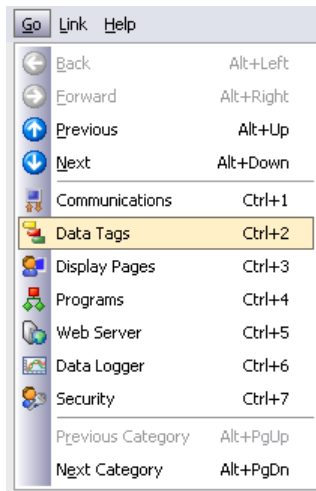 Go Link Help
Back Alt+Left
Forward Alt+Right
Previous Alt+Up
Next Alt+Down
Communications Ctrl+1
Data Tags Ctrl+2
Display Pages Ctrl+3
Programs Ctrl+4
Web Server Ctrl+5
Data Logger Ctrl+6
Security Ctrl+7
Previous Category Alt+PgUp
Next Category Alt+PgDn